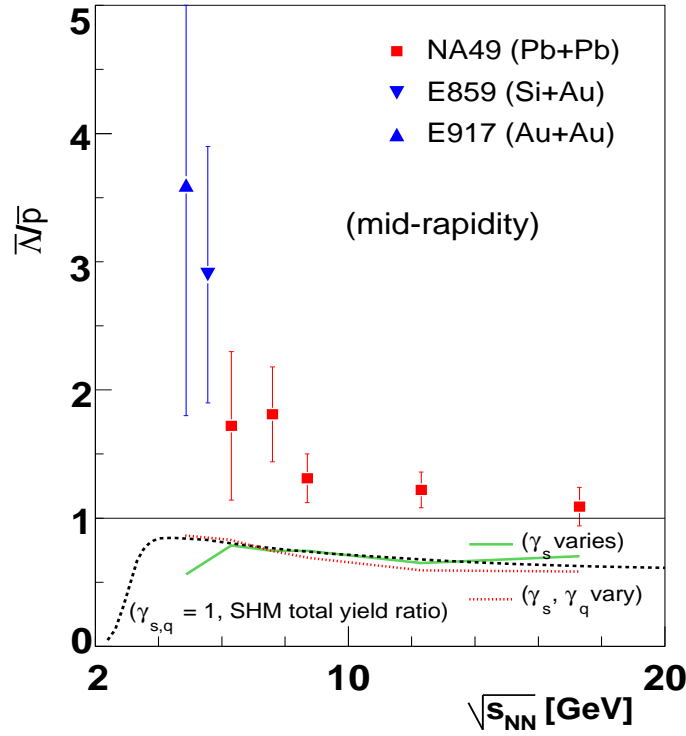 5
4
3
2
1
0
Λ̅/p̅
NA49 (Pb+Pb)
E859 (Si+Au)
E917 (Au+Au)
(mid-rapidity)
(γs varies)
(γs, γq vary)
(γs,q = 1, SHM total yield ratio)
2
10
20
√sNN [GeV]